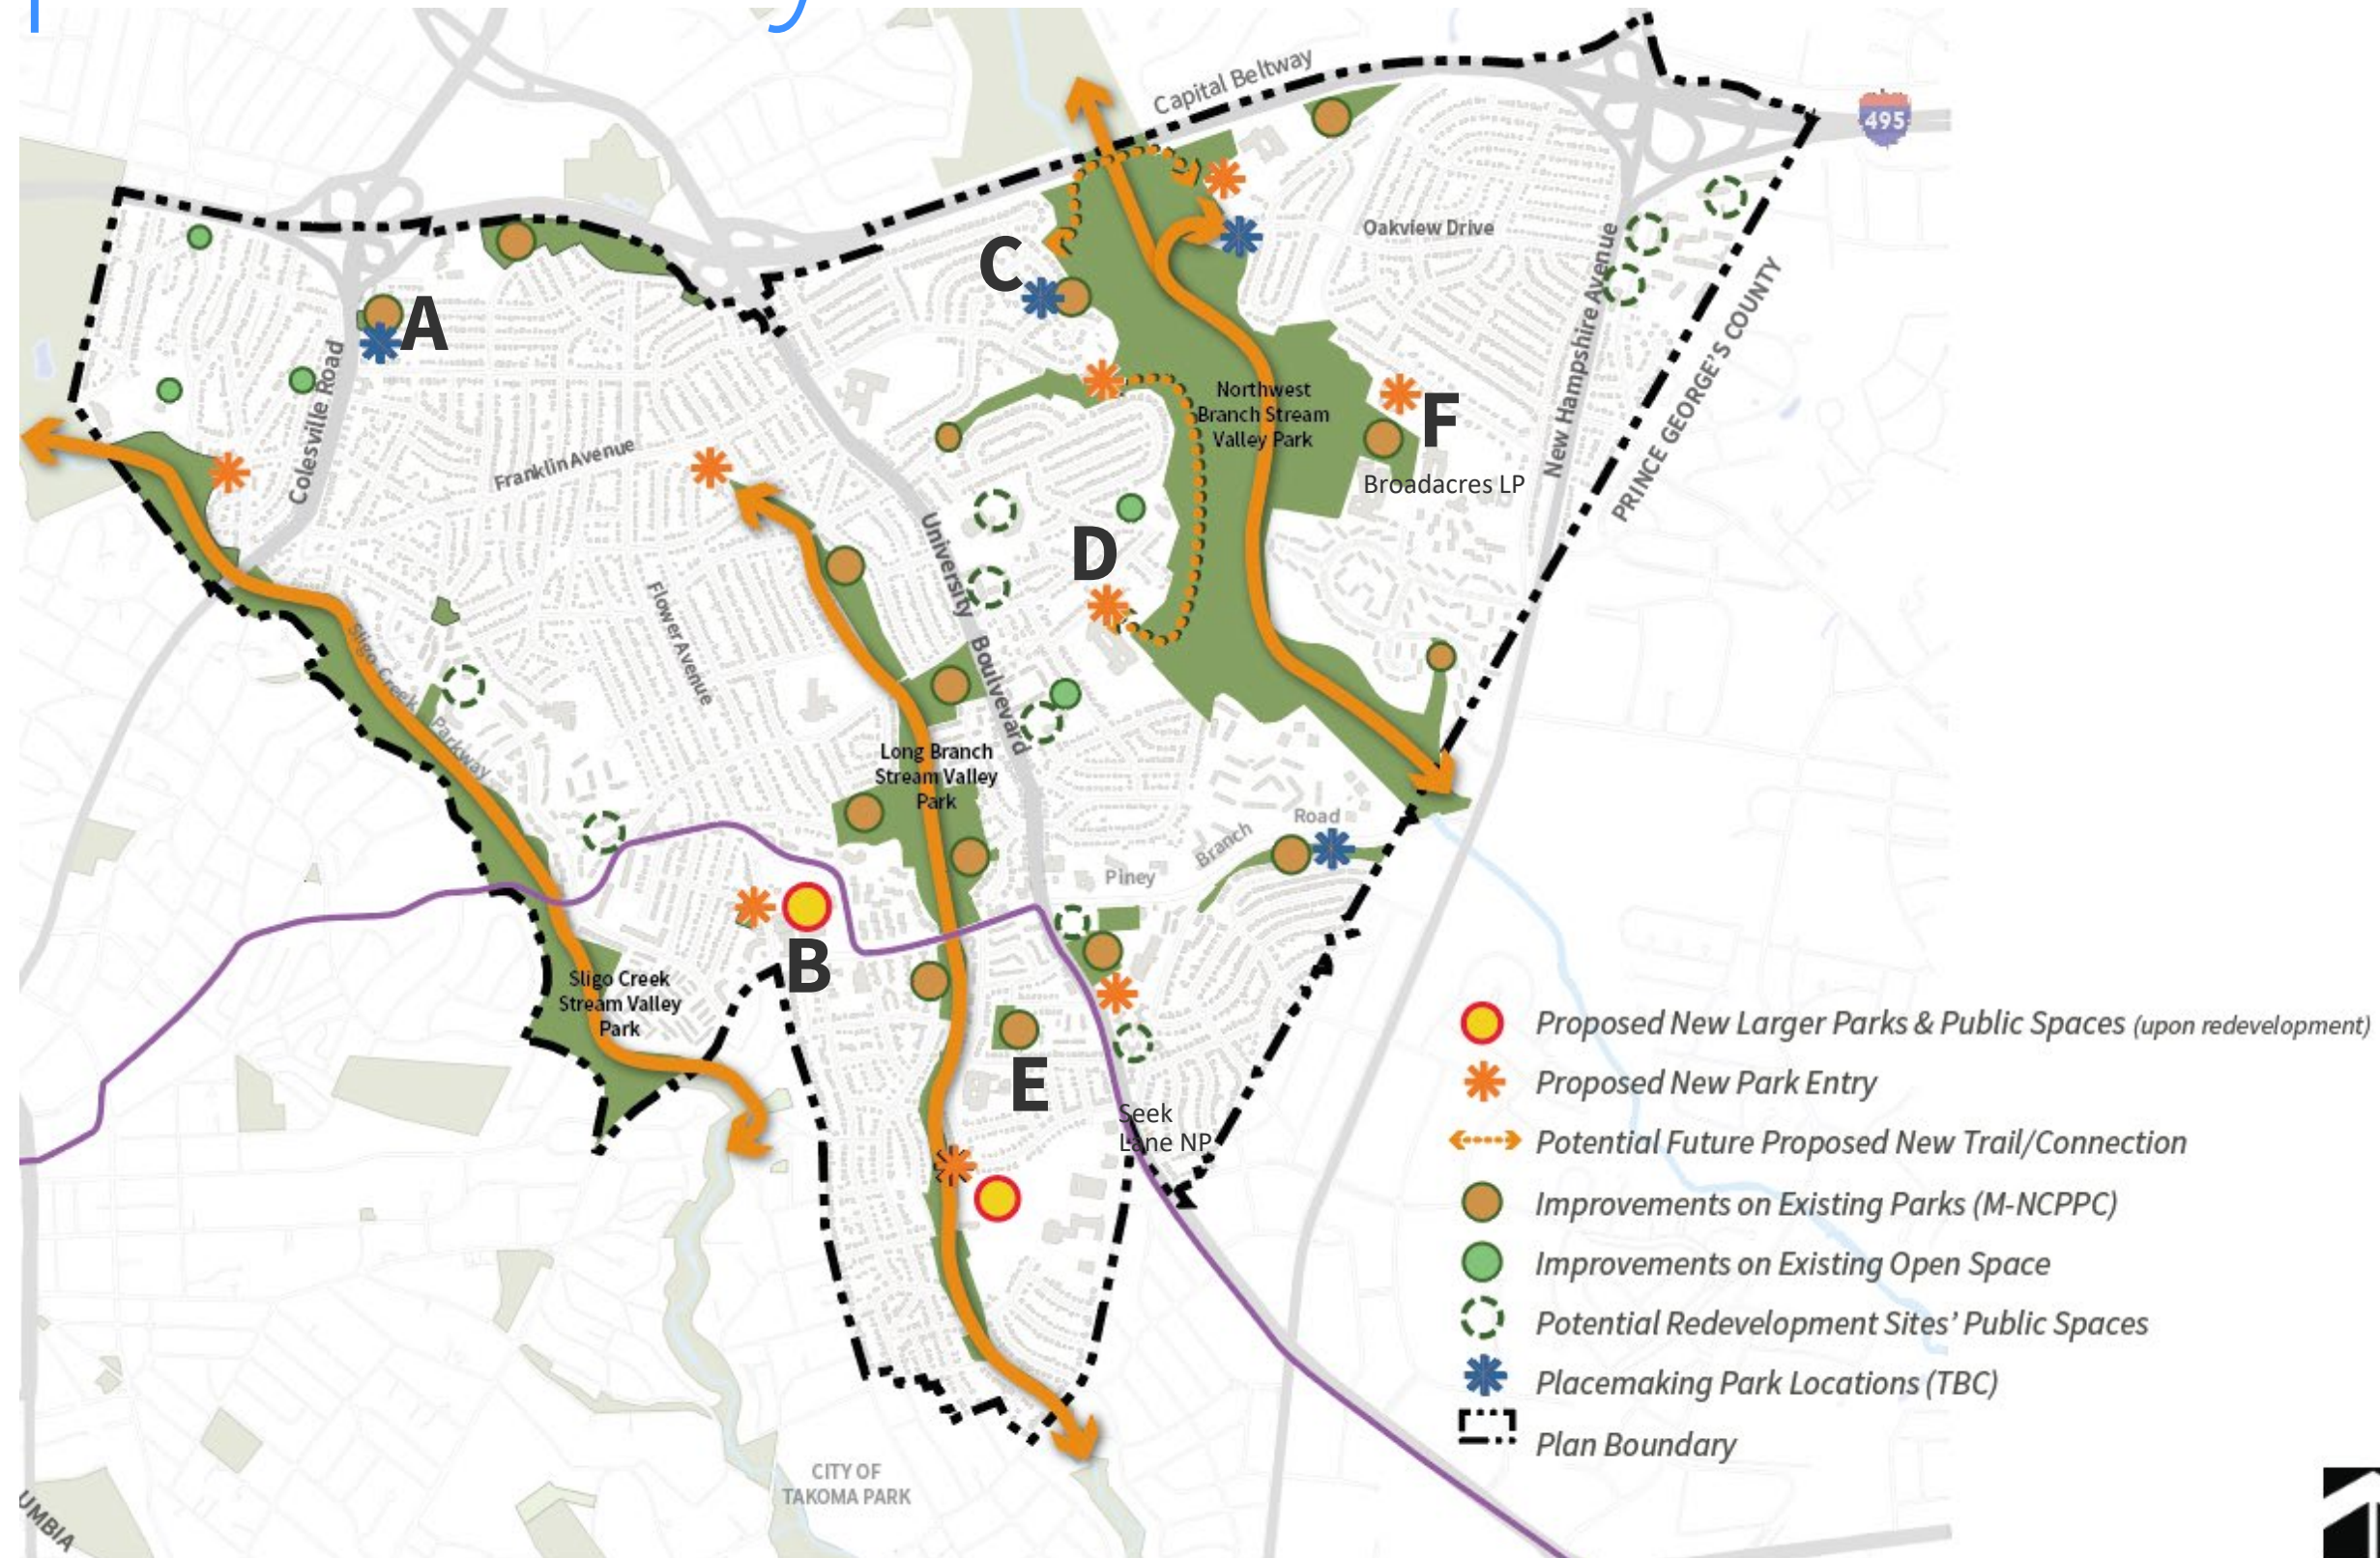 Capital Beltway
495
Oakview Drive
C
A
Colesville Road
Franklin Avenue
Northwest
Branch Stream
Valley Park
F
Broadacres LP
New Hampshire Avenue
PRINCE GEORGE'S COUNTY
University Boulevard
D
Flower Avenue
Sligo Creek Parkway
Long Branch
Stream Valley
Park
Piney Branch Road
B
Sligo Creek
Stream Valley
Park
E
Seek
Lane NP
CITY OF
TAKOMA PARK
UMBIA
Proposed New Larger Parks & Public Spaces (upon redevelopment)
Proposed New Park Entry
Potential Future Proposed New Trail/Connection
Improvements on Existing Parks (M-NCPPC)
Improvements on Existing Open Space
Potential Redevelopment Sites' Public Spaces
Placemaking Park Locations (TBC)
Plan Boundary